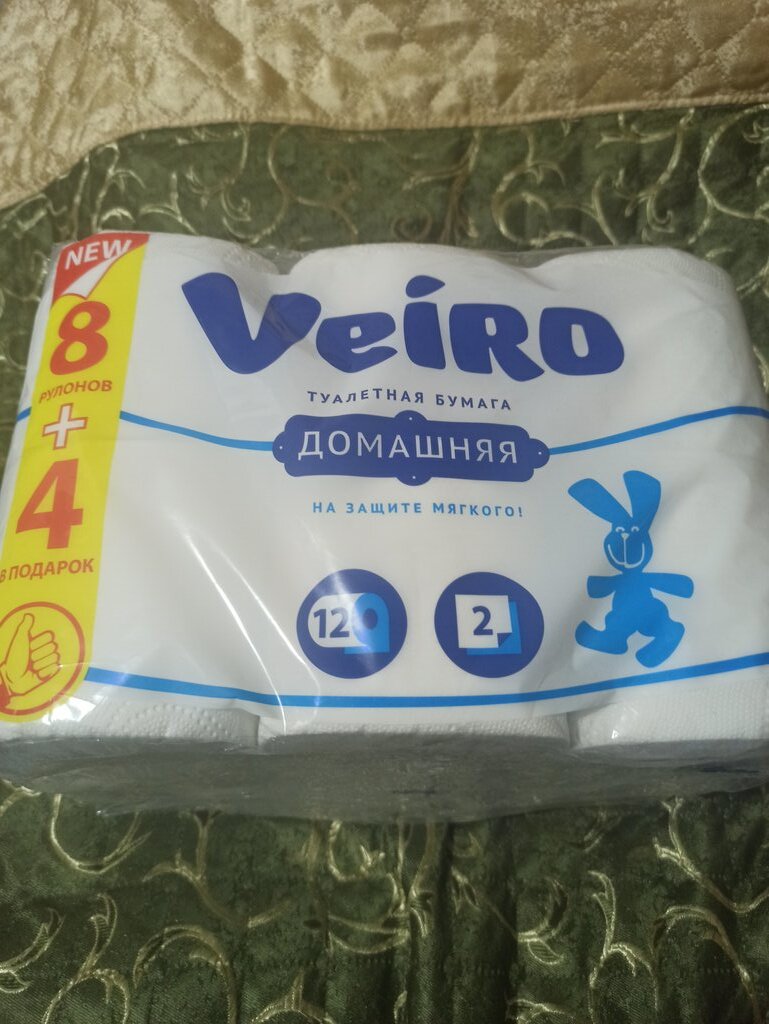 NEW
8
РУЛОНОВ
+
4
В ПОДАРОК
Veiro
ТУАЛЕТНАЯ БУМАГА
ДОМАШНЯЯ
НА ЗАЩИТЕ МЯГКОГО!
12
2